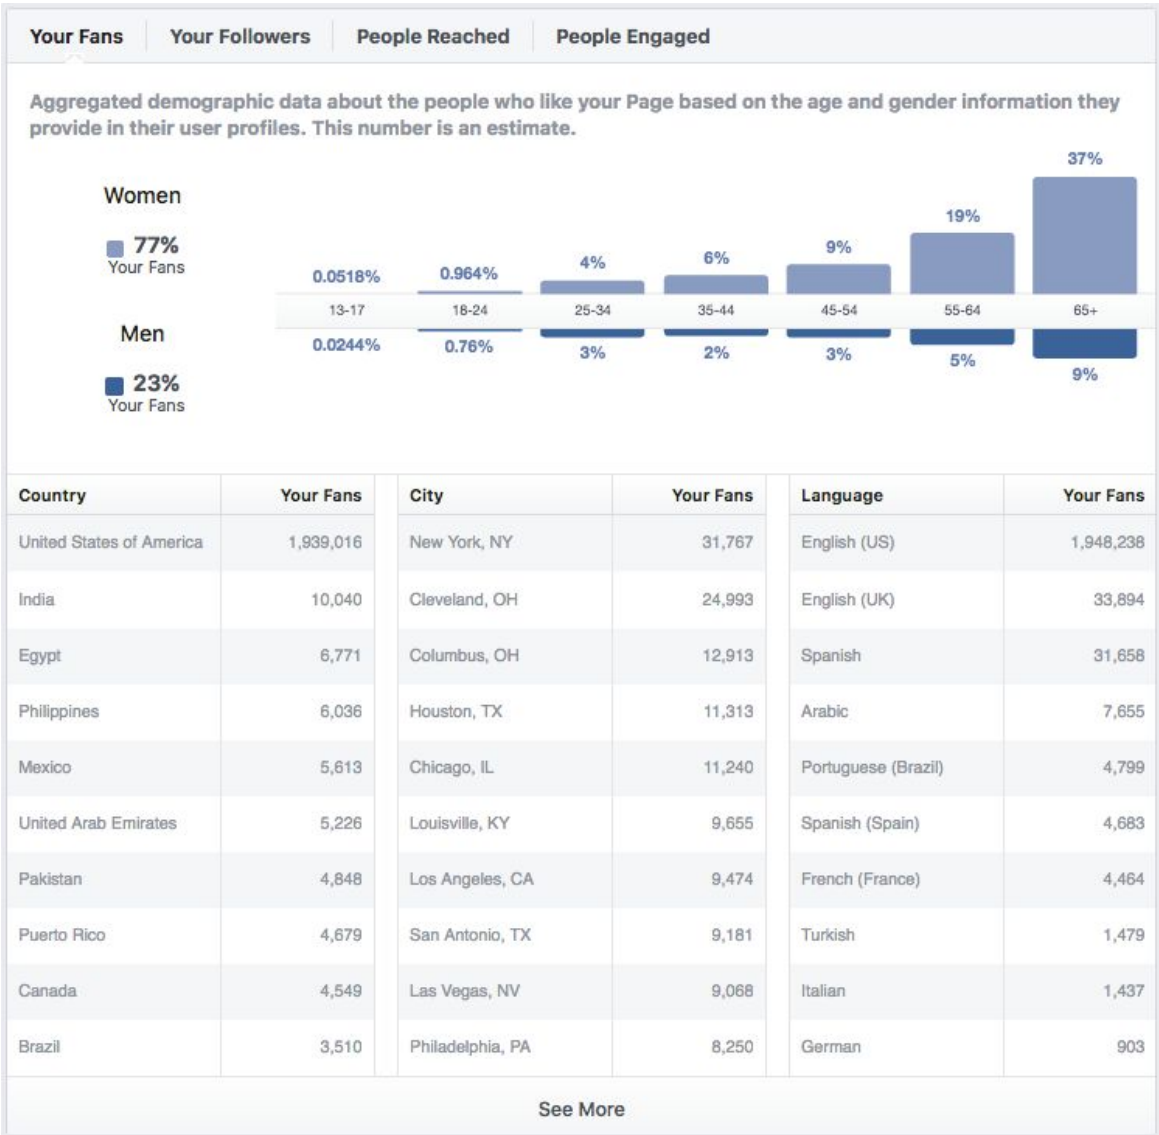 Your Fans Your Followers People Reached People Engaged
Aggregated demographic data about the people who like your Page based on the age and gender information they
provide in their user profiles. This number is an estimate.
Women
77%
Your Fans
0.0518% 0.964% 4% 6% 9% 19% 37%
13-17 18-24 25-34 35-44 45-54 55-64 65+
0.0244% 0.76% 3% 2% 3% 5% 9%
Men
23%
Your Fans
Country Your Fans City Your Fans Language Your Fans
United States of America 1,939,016 New York, NY 31,767 English (US) 1,948,238
India 10,040 Cleveland, OH 24,993 English (UK) 33,894
Egypt 6,771 Columbus, OH 12,913 Spanish 31,658
Philippines 6,036 Houston, TX 11,313 Arabic 7,655
Mexico 5,613 Chicago, IL 11,240 Portuguese (Brazil) 4,799
United Arab Emirates 5,226 Louisville, KY 9,655 Spanish (Spain) 4,683
Pakistan 4,848 Los Angeles, CA 9,474 French (France) 4,464
Puerto Rico 4,679 San Antonio, TX 9,181 Turkish 1,479
Canada 4,549 Las Vegas, NV 9,068 Italian 1,437
Brazil 3,510 Philadelphia, PA 8,250 German 903
See More